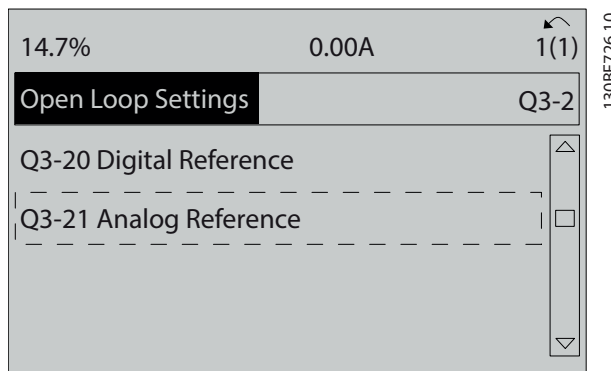 14.7% 0.00A 1(1)
Open Loop Settings Q3-2
Q3-20 Digital Reference
Q3-21 Analog Reference
130BF726.10